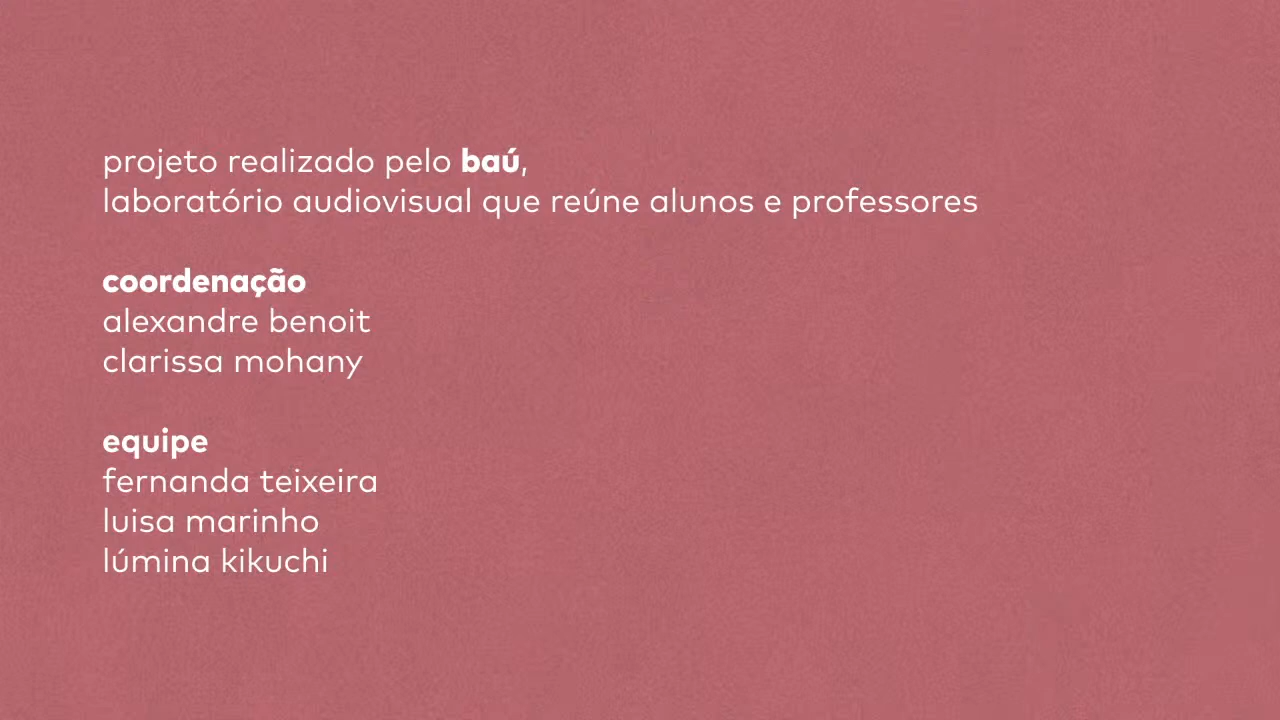 projeto realizado pelo baú,
laboratório audiovisual que reúne alunos e professores
coordenação
alexandre benoit
clarissa mohany
equipe
fernanda teixeira
luisa marinho
lúmina kikuchi